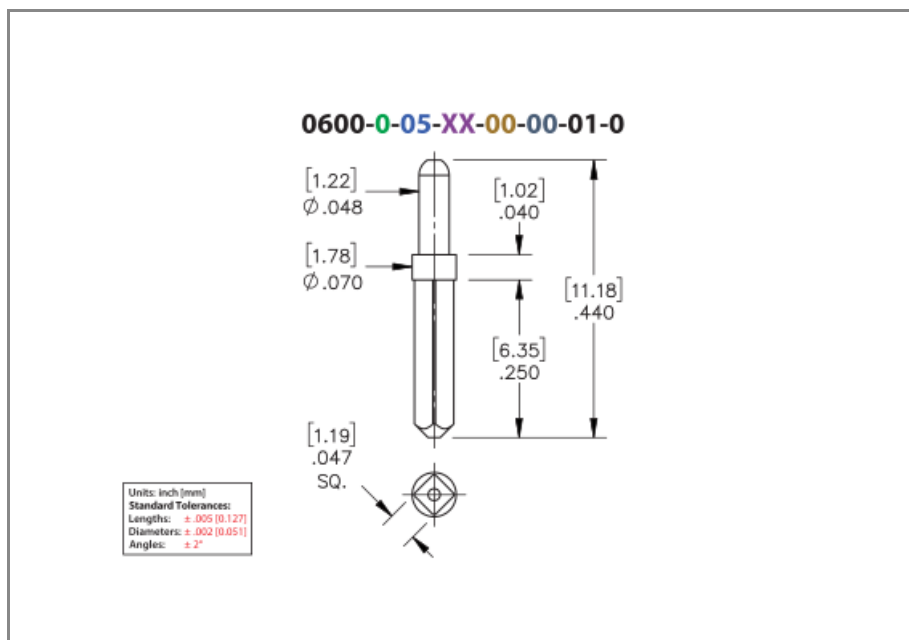 0600-0-05-XX-00-00-01-0
[1.22]
Ø.048
[1.02]
.040
[1.78]
Ø.070
[11.18]
.440
[6.35]
.250
[1.19]
.047
SQ.
Units: inch [mm]
Standard Tolerances:
Lengths: ±.005 [0.127]
Diameters: ±.002 [0.051]
Angles: ± 2°